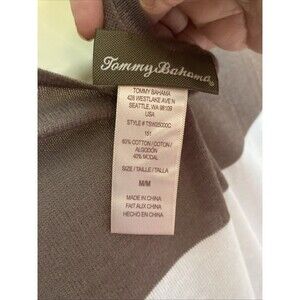 Tommy Bahama
TOMMY BAHAMA
428 WESTLAKE AVE N
SEATTLE, WA 98109
USA
STYLE # TSW25000C
151
60% COTTON / COTON /
ALGODÓN
40% MODAL
SIZE / TAILLE / TALLA
M/M
MADE IN CHINA
FAIT AUX CHINA
HECHO EN CHINA